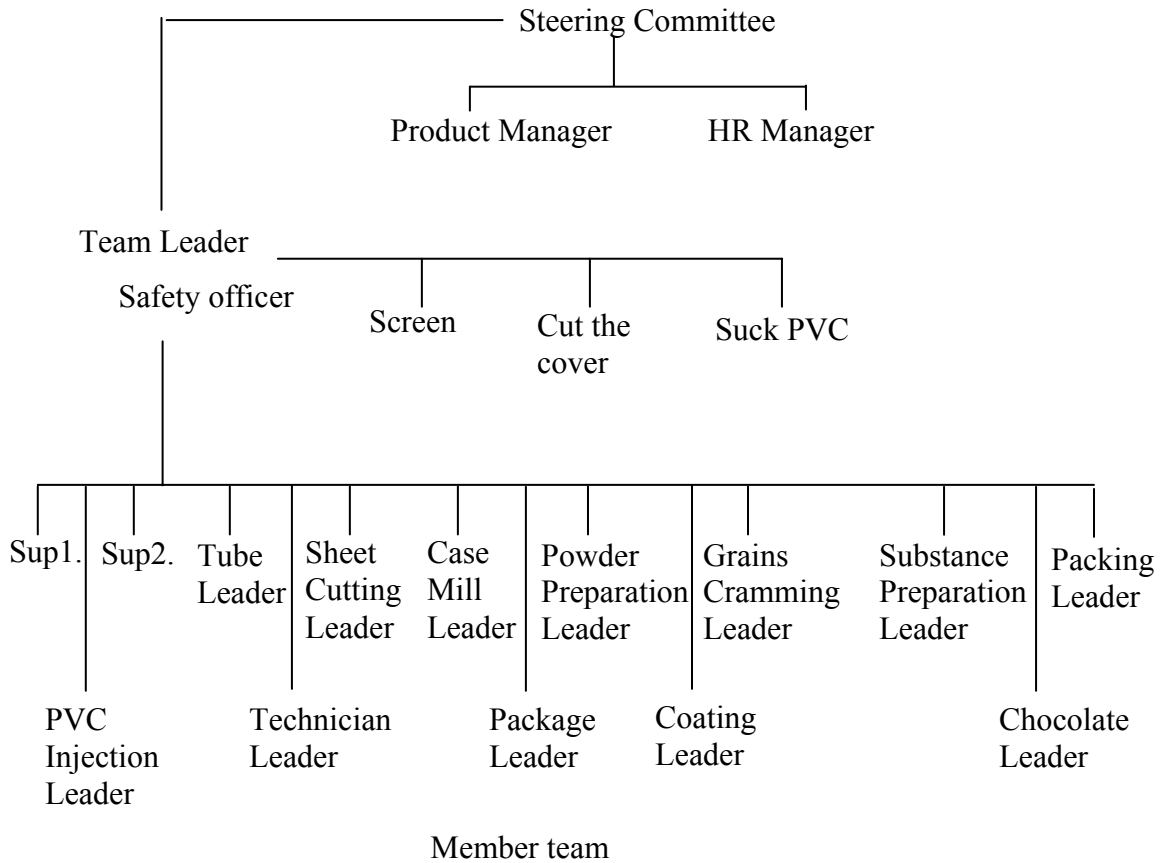 Steering Committee
Product Manager
HR Manager
Team Leader
Safety officer
Screen
Cut the
cover
Suck PVC
Sup1.
Sup2.
Tube
Leader
Sheet
Cutting
Leader
Case
Mill
Leader
Powder
Preparation
Leader
Grains
Cramming
Leader
Substance
Preparation
Leader
Packing
Leader
PVC
Injection
Leader
Technician
Leader
Package
Leader
Coating
Leader
Chocolate
Leader
Member team